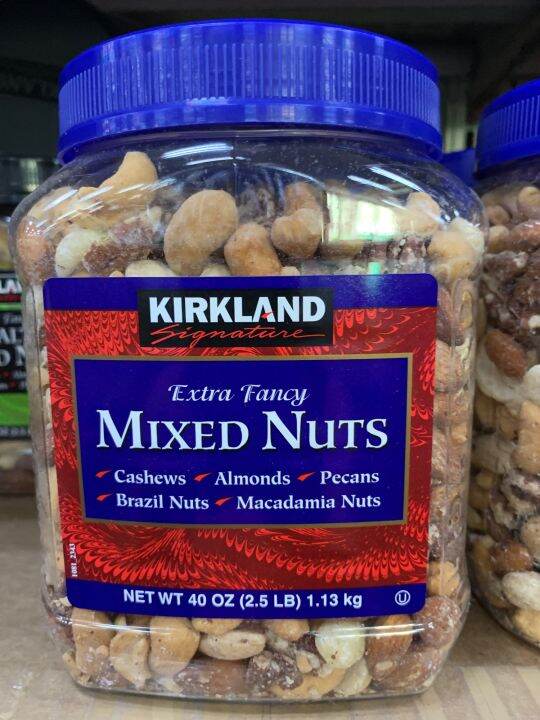 KIRKLAND
Signature
Extra Fancy
MIXED NUTS
Cashews Almonds Pecans
Brazil Nuts Macadamia Nuts
1081_2343
NET WT 40 OZ (2.5 LB) 1.13 kg
U